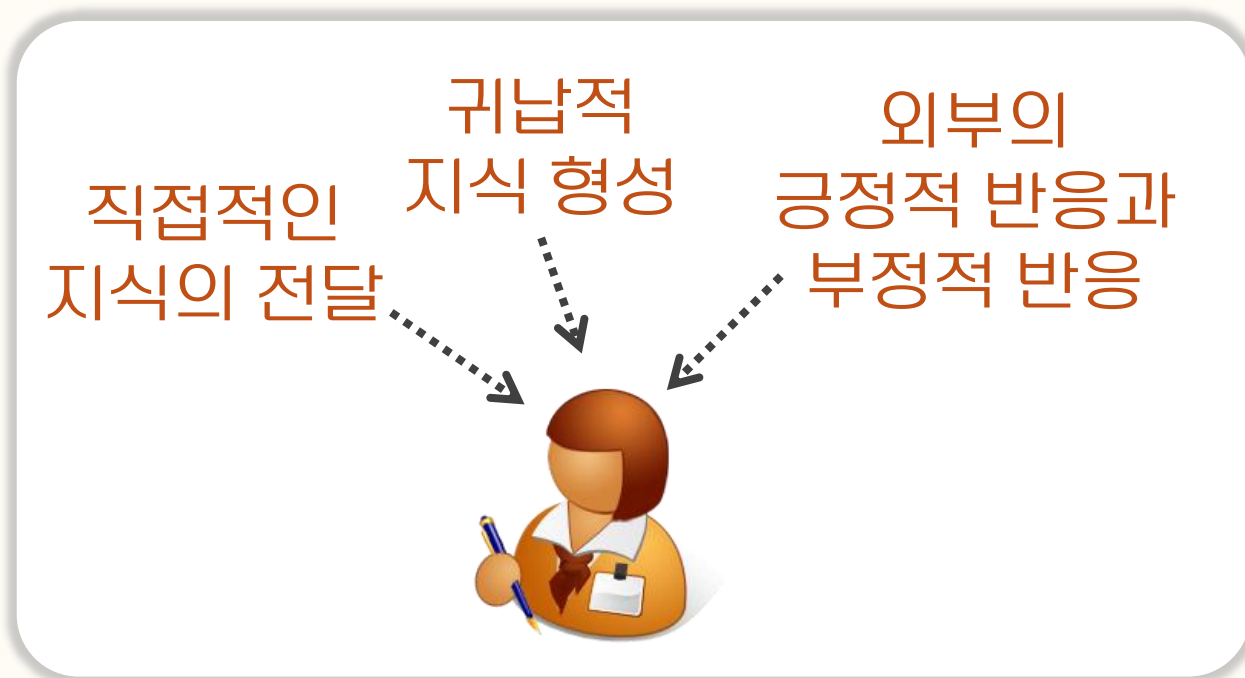 직접적인
지식의 전달
귀납적
지식 형성
외부의
긍정적 반응과
부정적 반응